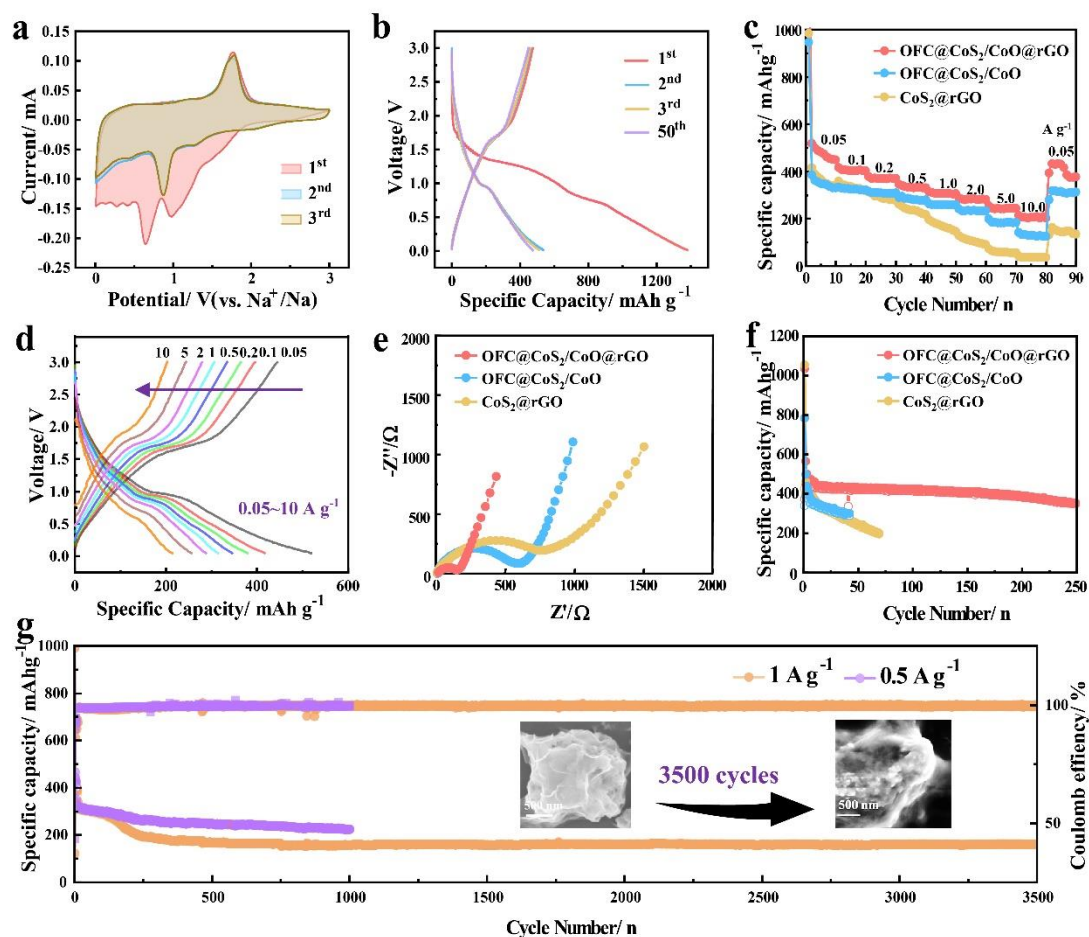 a
Current/ mA
0.15
0.10
0.05
0.00
-0.05
-0.10
-0.15
-0.20
0.25
1st
2nd
3rd
0 1 2 3
Potential/ V(vs. Na+/Na)
b
Voltage/ V
3.0
2.5
2.0
1.5
1.0
0.5
0.0
1st
2nd
3rd
50th
0 400 800 1200
Specific Capacity/ mAh g-1
c
Specific capacity/ mAhg-1
1000
800
600
400
200
0
OFC@CoS2/CoO@rGO
OFC@CoS2/CoO
CoS2@rGO
A g-1
0.05 0.1 0.2 0.5 1.0 2.0 5.0 10.0 0.05
0 10 20 30 40 50 60 70 80 90
Cycle Number/ n
d
Voltage/ V
3.0
2.5
2.0
1.5
1.0
0.5
0.0
10 5 2 1 0.5 0.2 0.1 0.05
0.05~10 A g-1
0 200 400 600
Specific Capacity/ mAh g-1
e
-Z''/Ω
2000
1500
1000
500
0
OFC@CoS2/CoO@rGO
OFC@CoS2/CoO
CoS2@rGO
0 500 1000 1500 2000
Z'/Ω
f
Specific capacity/ mAhg-1
1200
1000
800
600
400
200
0
OFC@CoS2/CoO@rGO
OFC@CoS2/CoO
CoS2@rGO
0 50 100 150 200 250
Cycle Number/ n
g
Specific capacity/ mAhg-1
1000
800
600
400
200
0
1 A g-1 0.5 A g-1
500 nm
3500 cycles
500 nm
100
50
Coulomb effiency/ %
0 500 1000 1500 2000 2500 3000 3500
Cycle Number/ n